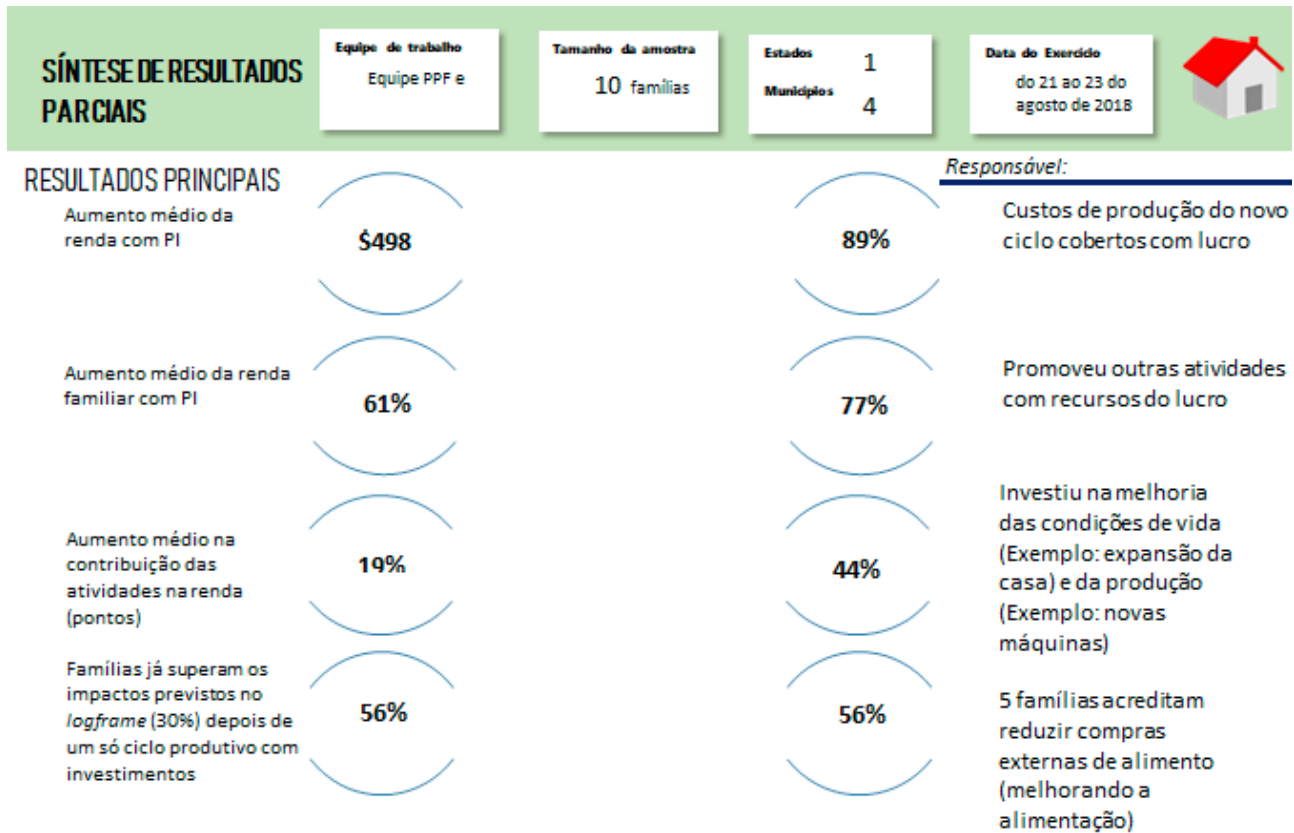 SÍNTESE DE RESULTADOS
PARCIAIS
Equipe de trabalho
Equipe PPF e
Tamanho da amostra
10 famílias
Estados
1
Municípios
4
Data do Exercício
do 21 ao 23 do
agosto de 2018
RESULTADOS PRINCIPAIS
Responsável:
Aumento médio da
renda com PI
$498
89%
Custos de produção do novo
ciclo cobertos com lucro
Aumento médio da renda
familiar com PI
61%
77%
Promoveu outras atividades
com recursos do lucro
Aumento médio na
contribuição das
atividades na renda
(pontos)
19%
44%
Investiu na melhoria
das condições de vida
(Exemplo: expansão da
casa) e da produção
(Exemplo: novas
máquinas)
Famílias já superam os
impactos previstos no
logframe (30%) depois de
um só ciclo produtivo com
investimentos
56%
56%
5 famílias acreditam
reduzir compras
externas de alimento
(melhorando a
alimentação)